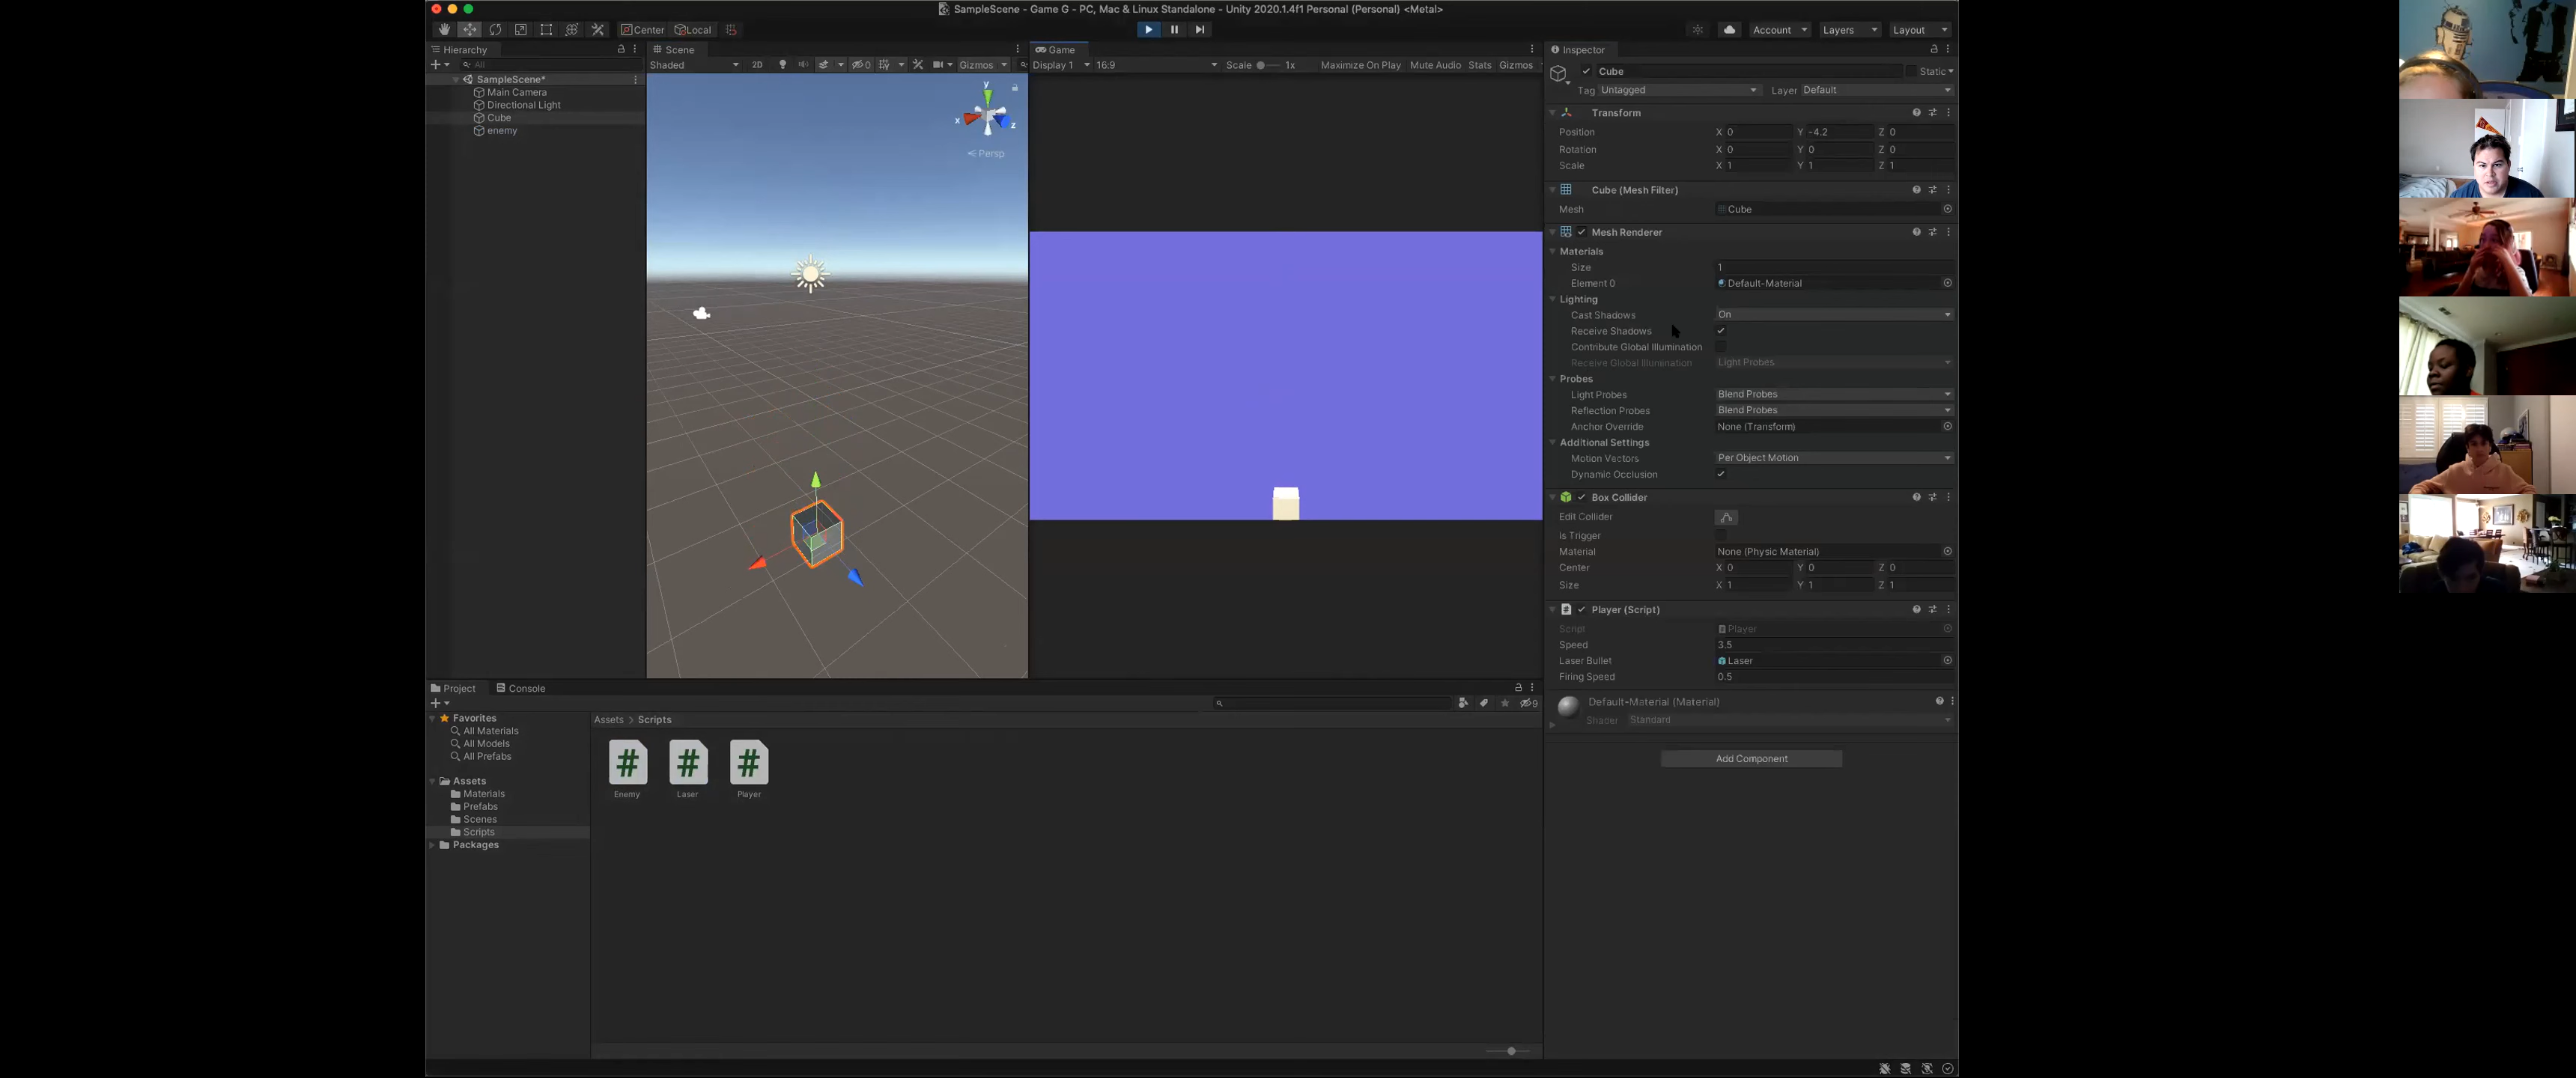 SampleScene - Game G - PC, Mac & Linux Standalone - Unity 2020.1.4f1 Personal (Personal) <Metal>
Center Local
Account Layers Layout
Hierarchy
All
SampleScene*
Main Camera
Directional Light
Cube
enemy
Scene
Shaded 2D 0 Gizmos
y
x z
Persp
Game
Display 1 16:9 Scale 1x Maximize On Play Mute Audio Stats Gizmos
Inspector
Cube Static
Tag Untagged Layer Default
Transform
Position X 0 Y -4.2 Z 0
Rotation X 0 Y 0 Z 0
Scale X 1 Y 1 Z 1
Cube (Mesh Filter)
Mesh Cube
Mesh Renderer
Materials
Size 1
Element 0 Default-Material
Lighting
Cast Shadows On
Receive Shadows
Contribute Global Illumination
Receive Global Illumination Light Probes
Probes
Light Probes Blend Probes
Reflection Probes Blend Probes
Anchor Override None (Transform)
Additional Settings
Motion Vectors Per Object Motion
Dynamic Occlusion
Box Collider
Edit Collider
Is Trigger
Material None (Physic Material)
Center X 0 Y 0 Z 0
Size X 1 Y 1 Z 1
Player (Script)
Script Player
Speed 3.5
Laser Bullet Laser
Firing Speed 0.5
Default-Material (Material)
Shader Standard
Add Component
Project Console
9
Favorites
All Materials
All Models
All Prefabs
Assets
Materials
Prefabs
Scenes
Scripts
Packages
Assets > Scripts
# # #
Enemy Laser Player